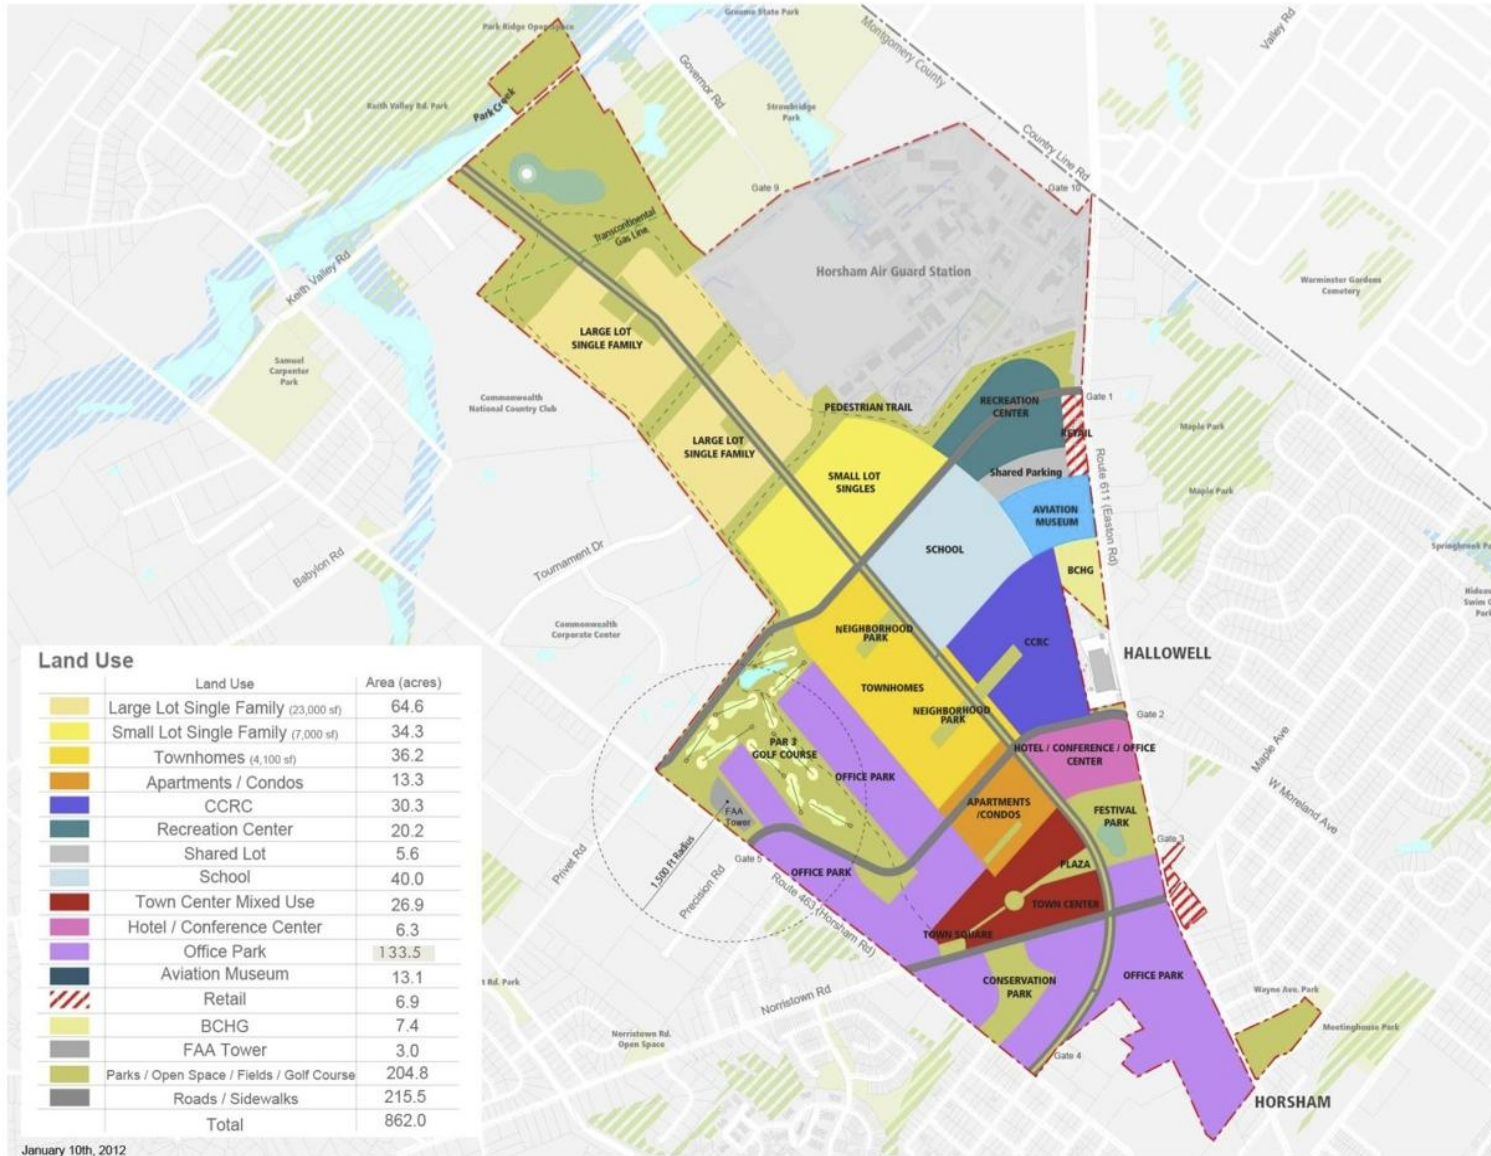 Graeme State Park
Park Ridge Open Space
Montgomery County
Valley Rd
Governor Rd
Keith Valley Rd. Park
Park Creek
Strawbridge
Park
Country Line Rd
Gate 9
Gate 10
Transcontinental
Gas Line
Horsham Air Guard Station
Keith Valley Rd
Warminster Gardens
Cemetery
LARGE LOT
SINGLE FAMILY
Samuel
Carpenter
Park
Commonwealth
National Country Club
PEDESTRIAN TRAIL
RECREATION
CENTER
Gate 1
RETAIL
Maple Park
LARGE LOT
SINGLE FAMILY
SMALL LOT
SINGLES
Shared Parking
Route 611 (Easton Rd)
Maple Park
AVIATION
MUSEUM
SCHOOL
Tournament Dr
Babylon Rd
BCHG
Springbrook
Swim
Park
Commonwealth
Corporate Center
NEIGHBORHOOD
PARK
CCRC
HALLOWELL
TOWNHOMES
NEIGHBORHOOD
PARK
Gate 2
Maple Ave
PAR 3
GOLF COURSE
HOTEL / CONFERENCE / OFFICE
CENTER
OFFICE PARK
W Moreland Ave
FAA
Tower
APARTMENTS
/CONDOS
FESTIVAL
PARK
Gate 3
1,500 Ft Radius
Gate 5
Privet Rd
Precision Rd
OFFICE PARK
Route 463 (Horsham Rd)
PLAZA
TOWN CENTER
TOWN SQUARE
CONSERVATION
PARK
OFFICE PARK
t Rd. Park
Norristown Rd
Wayne Ave. Park
Meetinghouse Park
Norristown Rd.
Open Space
Gate 4
HORSHAM
Land Use
Land Use Area (acres)
Large Lot Single Family (23,000 sf) 64.6
Small Lot Single Family (7,000 sf) 34.3
Townhomes (4,100 sf) 36.2
Apartments / Condos 13.3
CCRC 30.3
Recreation Center 20.2
Shared Lot 5.6
School 40.0
Town Center Mixed Use 26.9
Hotel / Conference Center 6.3
Office Park 133.5
Aviation Museum 13.1
Retail 6.9
BCHG 7.4
FAA Tower 3.0
Parks / Open Space / Fields / Golf Course 204.8
Roads / Sidewalks 215.5
Total 862.0
January 10th, 2012